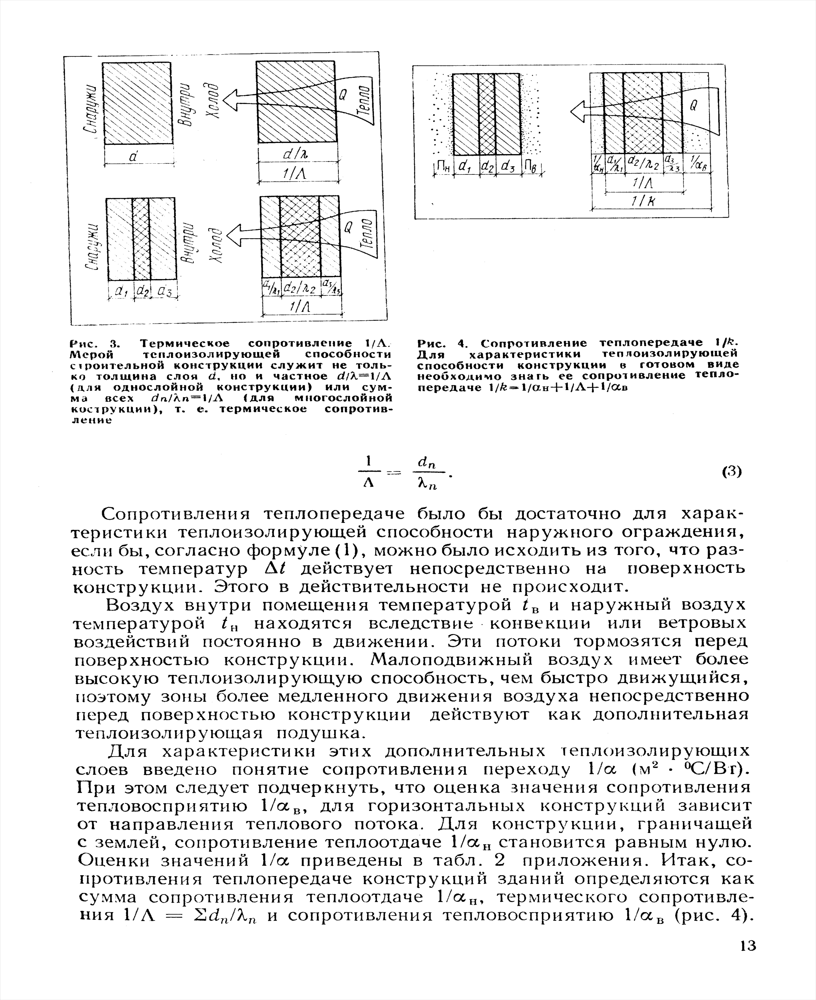 Снаружи
Внутри
Холод
Q
Тепло
d
d/λ
1/Λ
Снаружи
Внутри
Холод
Q
Тепло
d₁ d₂ d₃
d₁/λ₁ d₂/λ₂ d₃/λ₃
1/Λ
Q
Пн d₁ d₂ d₃ Пв
1/αн d₁/λ₁ d₂/λ₂ d₃/λ₃ 1/αв
1/Λ
1/k
Рис. 3. Термическое сопротивление 1/Λ.
Мерой теплоизолирующей способности
строительной конструкции служит не толь-
ко толщина слоя d, но и частное d/λ=1/Λ
(для однослойной конструкции) или сум-
ма всех dn/λn=1/Λ (для многослойной
кострукции), т. е. термическое сопротив-
ление
Рис. 4. Сопротивление теплопередаче 1/k.
Для характеристики теплоизолирующей
способности конструкции в готовом виде
необходимо знать ее сопротивление тепло-
передаче 1/k=1/αн+1/Λ+1/αв
1/Λ = dₙ/λₙ. (3)
Сопротивления теплопередаче было бы достаточно для харак-
теристики теплоизолирующей способности наружного ограждения,
если бы, согласно формуле (1), можно было исходить из того, что раз-
ность температур Δt действует непосредственно на поверхность
конструкции. Этого в действительности не происходит.
Воздух внутри помещения температурой tв и наружный воздух
температурой tн находятся вследствие конвекции или ветровых
воздействий постоянно в движении. Эти потоки тормозятся перед
поверхностью конструкции. Малоподвижный воздух имеет более
высокую теплоизолирующую способность, чем быстро движущийся,
поэтому зоны более медленного движения воздуха непосредственно
перед поверхностью конструкции действуют как дополнительная
теплоизолирующая подушка.
Для характеристики этих дополнительных теплоизолирующих
слоев введено понятие сопротивления переходу 1/α (м² · ⁰С/Вт).
При этом следует подчеркнуть, что оценка значения сопротивления
тепловосприятию 1/αв, для горизонтальных конструкций зависит
от направления теплового потока. Для конструкции, граничащей
с землей, сопротивление теплоотдаче 1/αн становится равным нулю.
Оценки значений 1/α приведены в табл. 2 приложения. Итак, со-
противления теплопередаче конструкций зданий определяются как
сумма сопротивления теплоотдаче 1/αн, термического сопротивле-
ния 1/Λ = Σdₙ/λₙ и сопротивления тепловосприятию 1/αв (рис. 4).
13